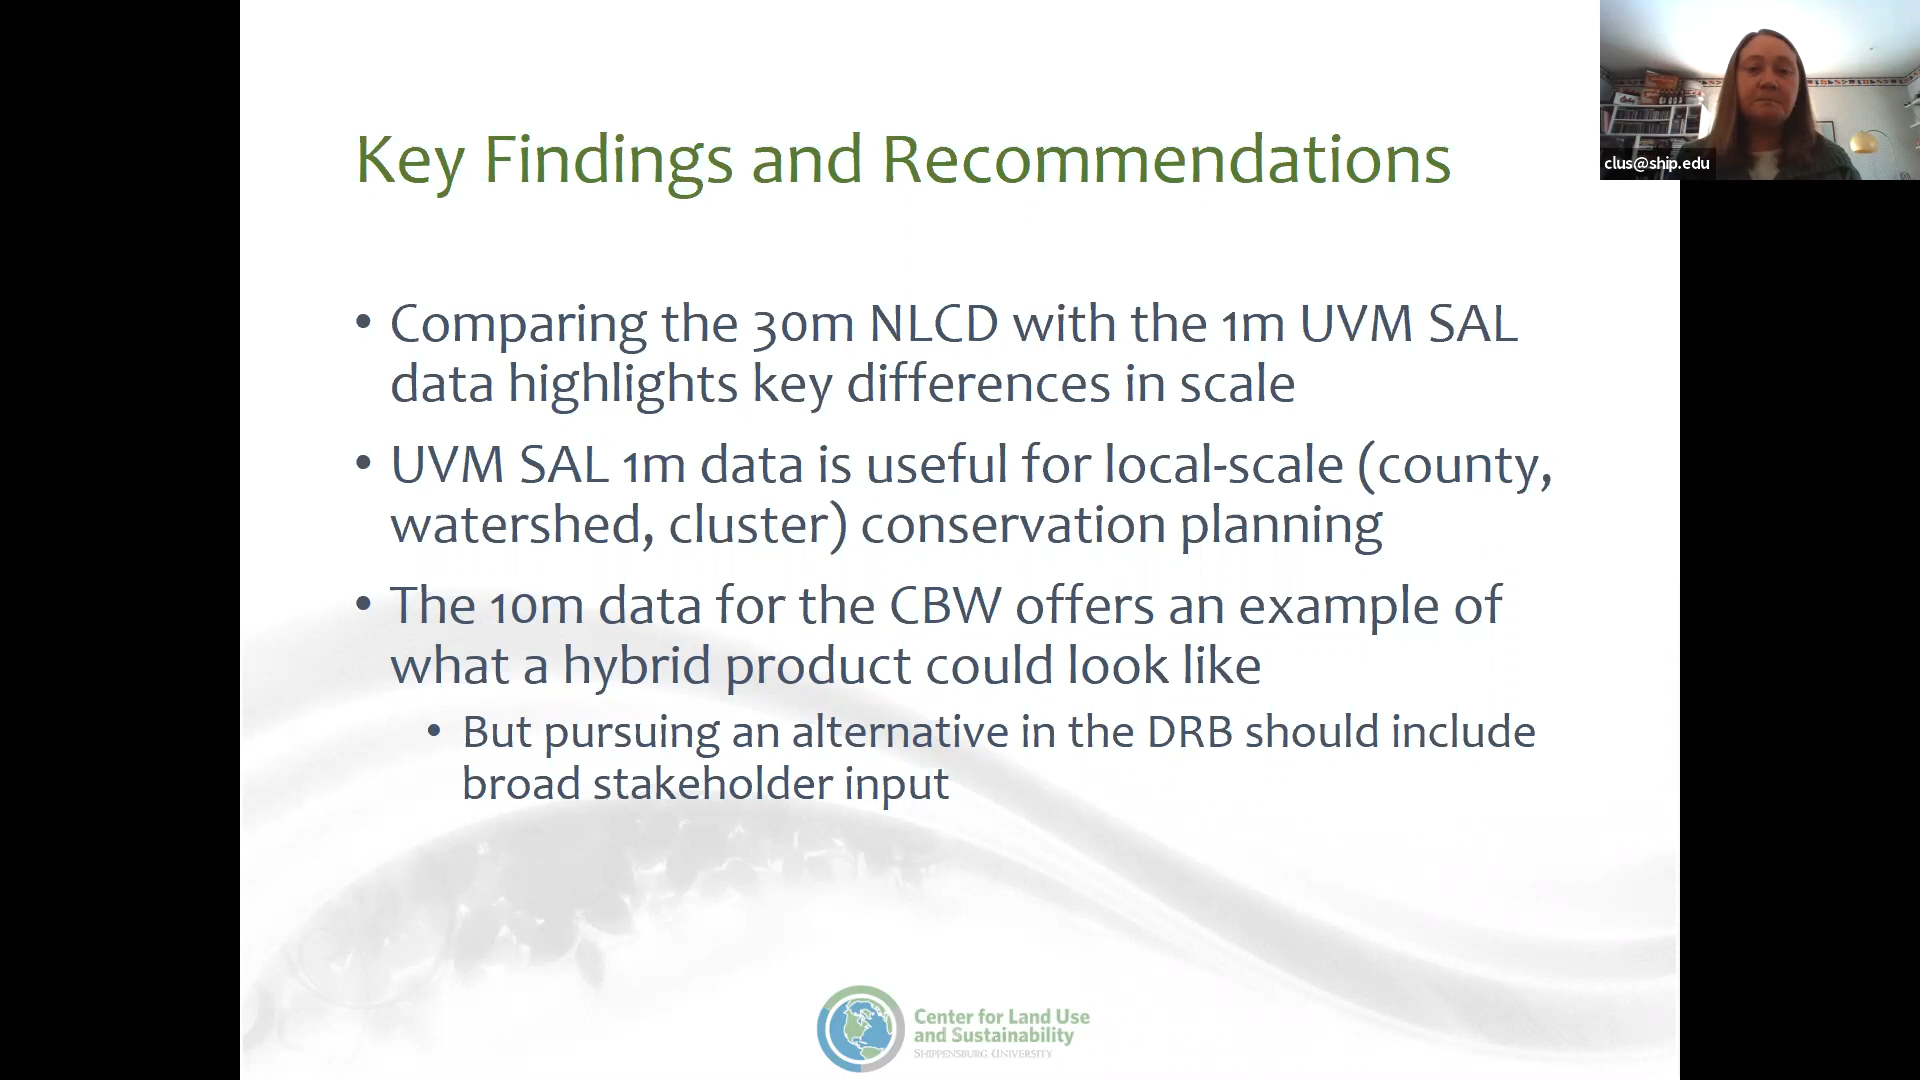 Key Findings and Recommendations
clus@ship.edu
• Comparing the 30m NLCD with the 1m UVM SAL
data highlights key differences in scale
• UVM SAL 1m data is useful for local-scale (county,
watershed, cluster) conservation planning
• The 10m data for the CBW offers an example of
what a hybrid product could look like
• But pursuing an alternative in the DRB should include
broad stakeholder input
Center for Land Use
and Sustainability
SHIPPENSBURG UNIVERSITY